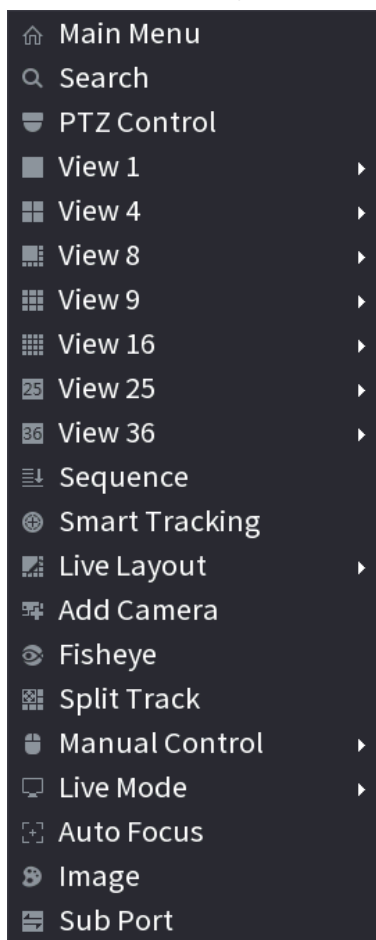 Main Menu
Search
PTZ Control
View 1
View 4
View 8
View 9
View 16
25 View 25
36 View 36
Sequence
Smart Tracking
Live Layout
Add Camera
Fisheye
Split Track
Manual Control
Live Mode
Auto Focus
Image
Sub Port